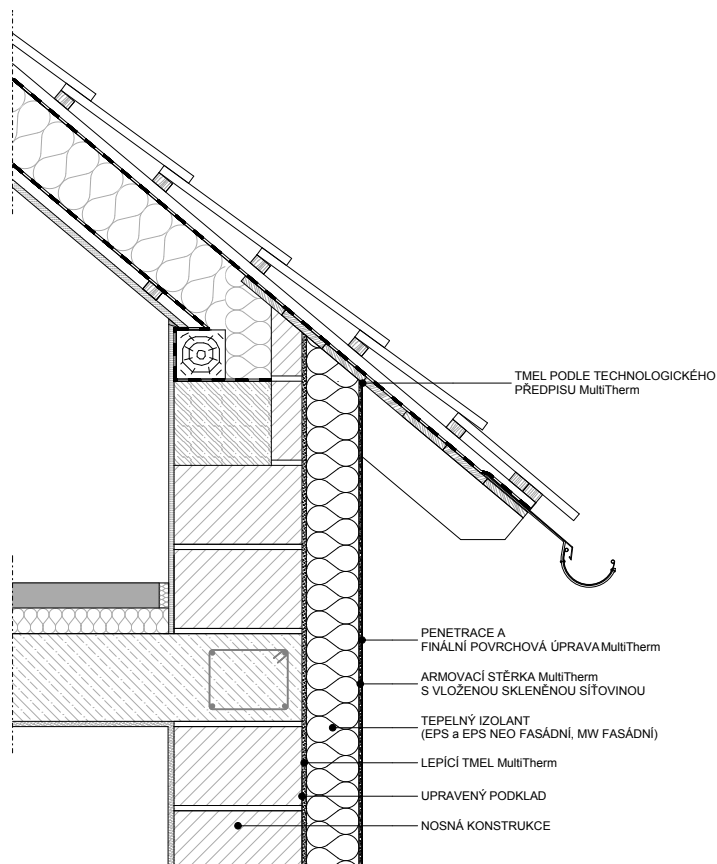 TMEL PODLE TECHNOLOGICKÉHO
PŘEDPISU MultiTherm
PENETRACE A
FINÁLNÍ POVRCHOVÁ ÚPRAVA MultiTherm
ARMOVACÍ STĚRKA MultiTherm
S VLOŽENOU SKLENĚNOU SÍŤOVINOU
TEPELNÝ IZOLANT
(EPS a EPS NEO FASÁDNÍ, MW FASÁDNÍ)
LEPÍCÍ TMEL MultiTherm
UPRAVENÝ PODKLAD
NOSNÁ KONSTRUKCE